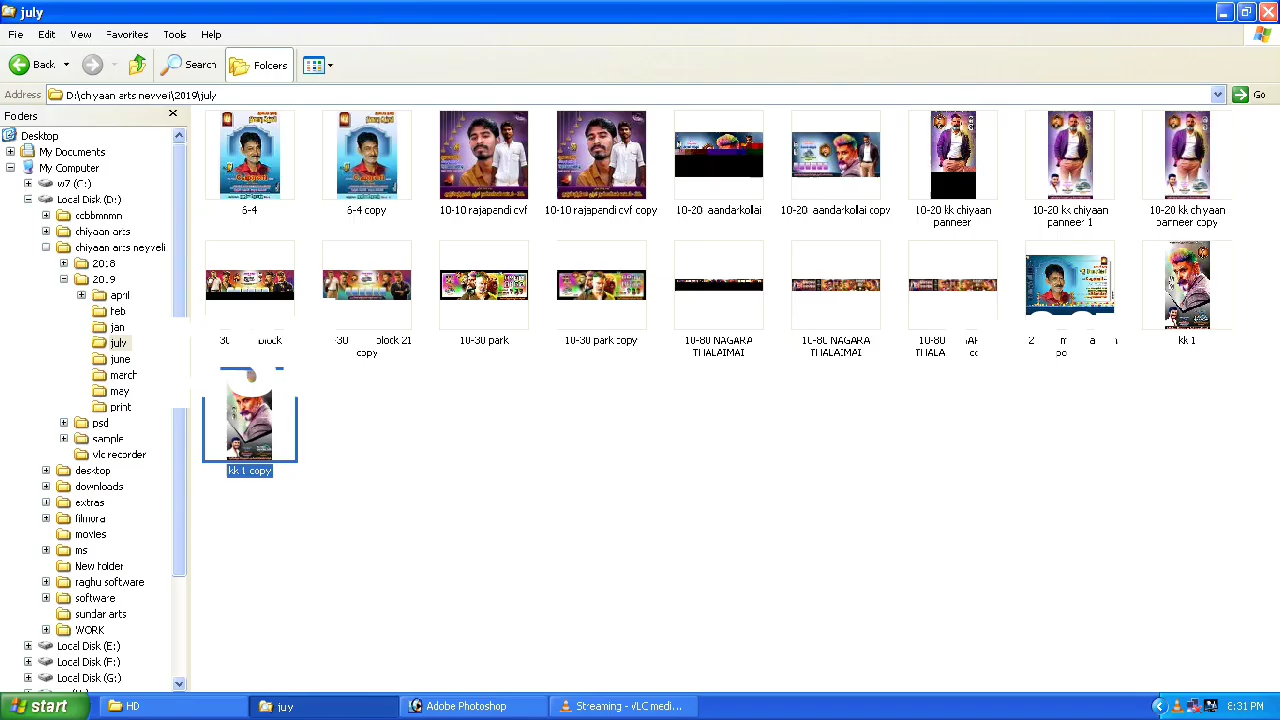 july
File Edit View Favorites Tools Help
Back Search Folders
Address D:\chiyaan arts neyveli\2019\july Go
Folders
Desktop
My Documents
My Computer
w7 (C:)
Local Disk (D:)
ccbbmnmn
chiyaan arts
chiyaan arts neyveli
2018
2019
april
feb
jan
july
june
march
may
print
psd
sample
vlc recorder
desktop
downloads
extras
filmora
movies
ms
New folder
raghu software
software
sundar arts
WORK
Local Disk (E:)
Local Disk (F:)
Local Disk (G:)
6-4
6-4 copy
10-10 rajapandi cvf
10-10 rajapandi cvf copy
10-20 aandarkolai
10-20 aandarkolai copy
10-20 kk chiyaan
panneer
10-20 kk chiyaan
panneer 1
10-20 kk chiyaan
panneer copy
block
block 21
copy
10-30 park
10-30 park copy
10-80 NAGARA
THALAIMAI
10-80 NAGARA
THALAIMAI
10-80
THALA
kk 1
kk 1 copy
start
HD
july
Adobe Photoshop
Streaming - VLC medi...
8:31 PM